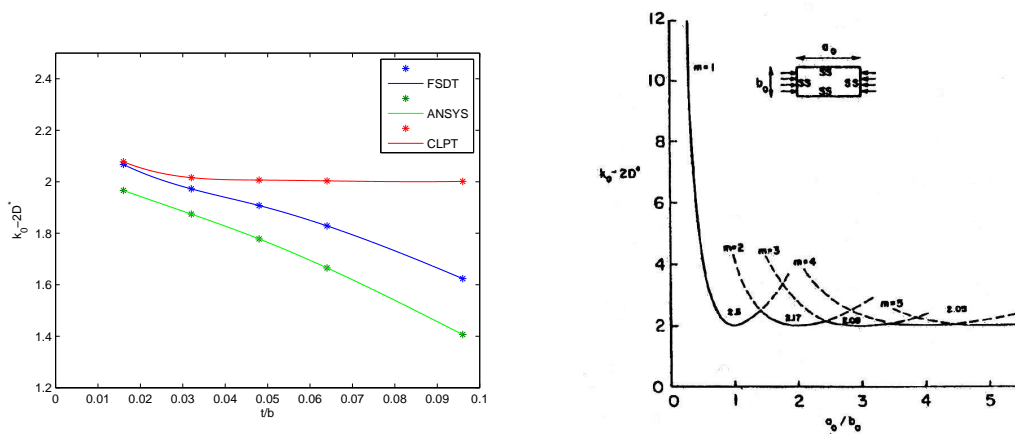 2.4
2.2
2
1.8
1.6
1.4
1.2
k0−2D*
0
0.01
0.02
0.03
0.04
0.05
0.06
0.07
0.08
0.09
0.1
t/b
FSDT
ANSYS
CLPT
12
10
8
6
4
2
0
k0−2D*
m=1
a0
b0
SS
SS
SS
SS
m=2
m=3
m=4
m=5
2.5
2.17
2.08
2.05
0
1
2
3
4
5
a0/b0